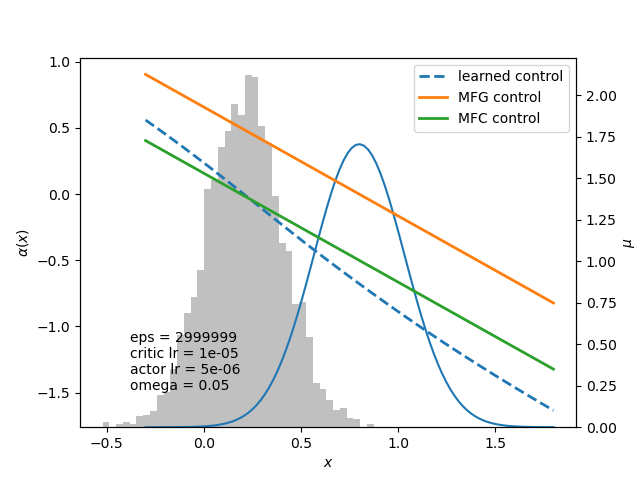 learned control
MFG control
MFC control
1.0
0.5
0.0
−0.5
−1.0
−1.5
α(x)
2.00
1.75
1.50
1.25
1.00
0.75
0.50
0.25
0.00
μ
eps = 2999999
critic lr = 1e-05
actor lr = 5e-06
omega = 0.05
−0.5 0.0 0.5 1.0 1.5
x